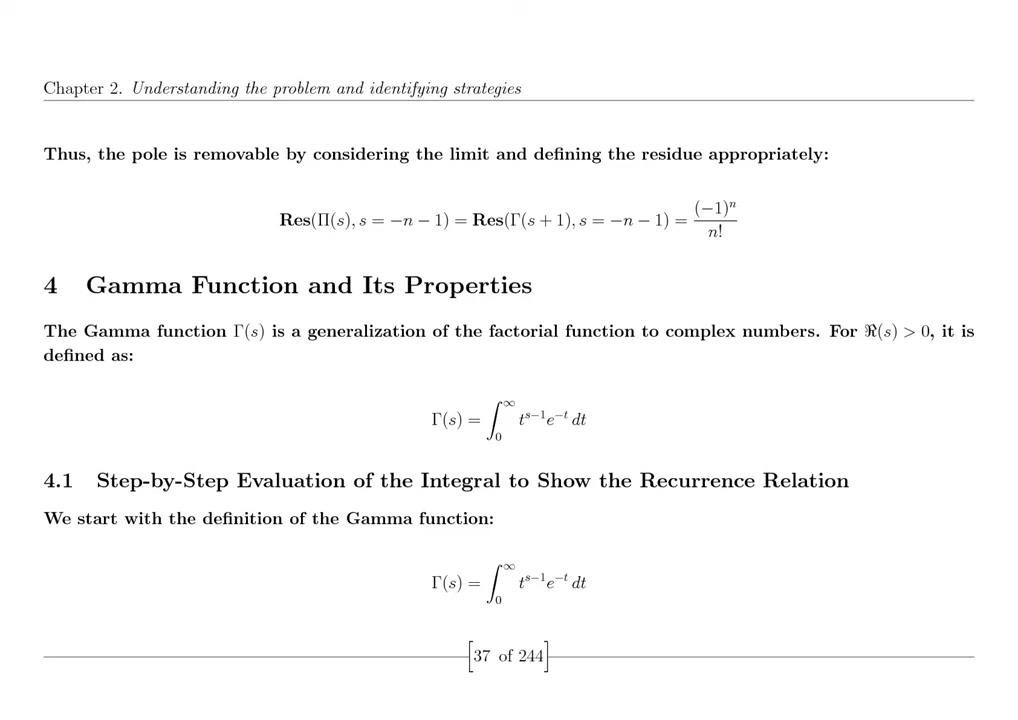 Chapter 2. Understanding the problem and identifying strategies
Thus, the pole is removable by considering the limit and defining the residue appropriately:
Res(Π(s), s = −n − 1) = Res(Γ(s + 1), s = −n − 1) = (−1)ⁿ / n!
4 Gamma Function and Its Properties
The Gamma function Γ(s) is a generalization of the factorial function to complex numbers. For ℜ(s) > 0, it is
defined as:
Γ(s) = ∫₀^∞ t^{s−1} e^{−t} dt
4.1 Step-by-Step Evaluation of the Integral to Show the Recurrence Relation
We start with the definition of the Gamma function:
Γ(s) = ∫₀^∞ t^{s−1} e^{−t} dt
[37 of 244]